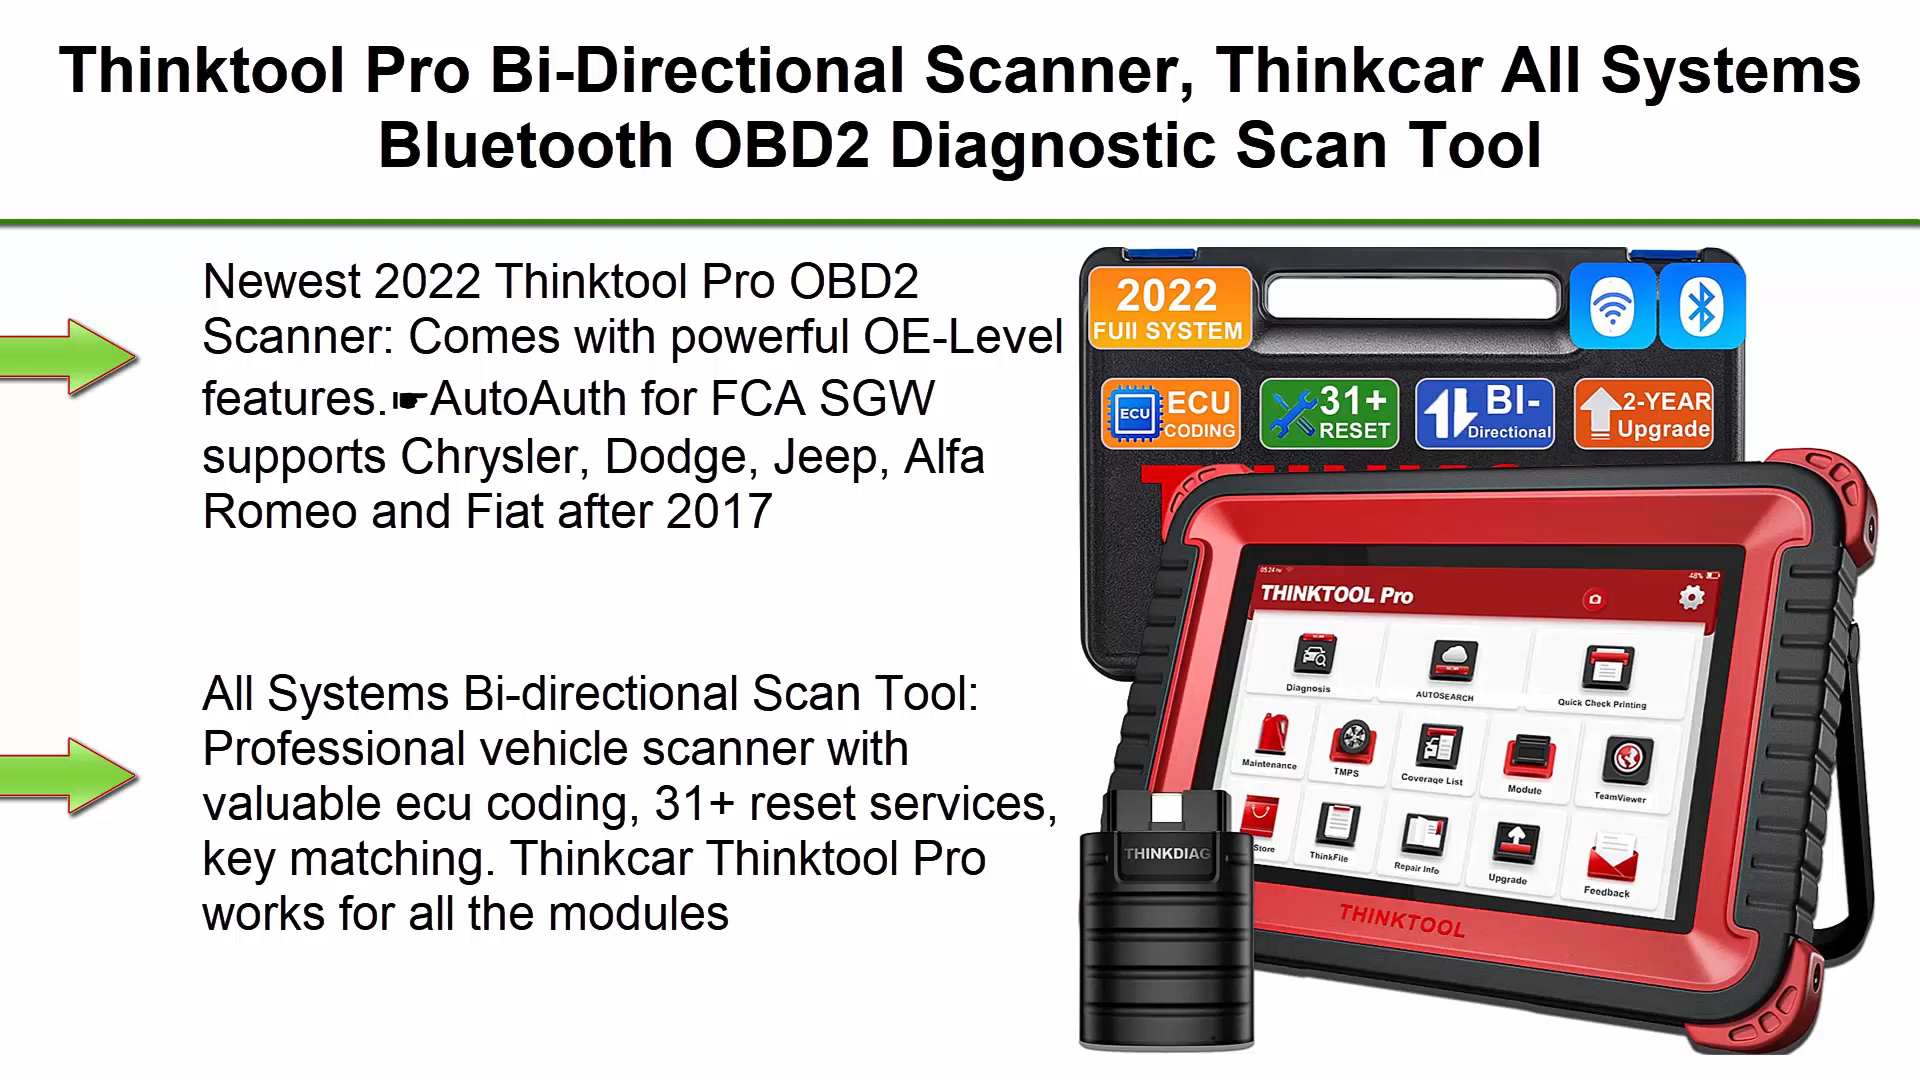 Thinktool Pro Bi-Directional Scanner, Thinkcar All Systems
Bluetooth OBD2 Diagnostic Scan Tool
Newest 2022 Thinktool Pro OBD2
Scanner: Comes with powerful OE-Level
features.☛AutoAuth for FCA SGW
supports Chrysler, Dodge, Jeep, Alfa
Romeo and Fiat after 2017
All Systems Bi-directional Scan Tool:
Professional vehicle scanner with
valuable ecu coding, 31+ reset services,
key matching. Thinkcar Thinktool Pro
works for all the modules
2022
FUll SYSTEM
ECU
ECU
CODING
31+
RESET
BI-
Directional
2-YEAR
Upgrade
05:24 PM
48%
THINKTOOL Pro
Diagnosis
AUTOSEARCH
Quick Check Printing
Maintenance
TMPS
Coverage List
Module
TeamViewer
Store
ThinkFile
Repair Info
Upgrade
Feedback
THINKTOOL
THINKDIAG